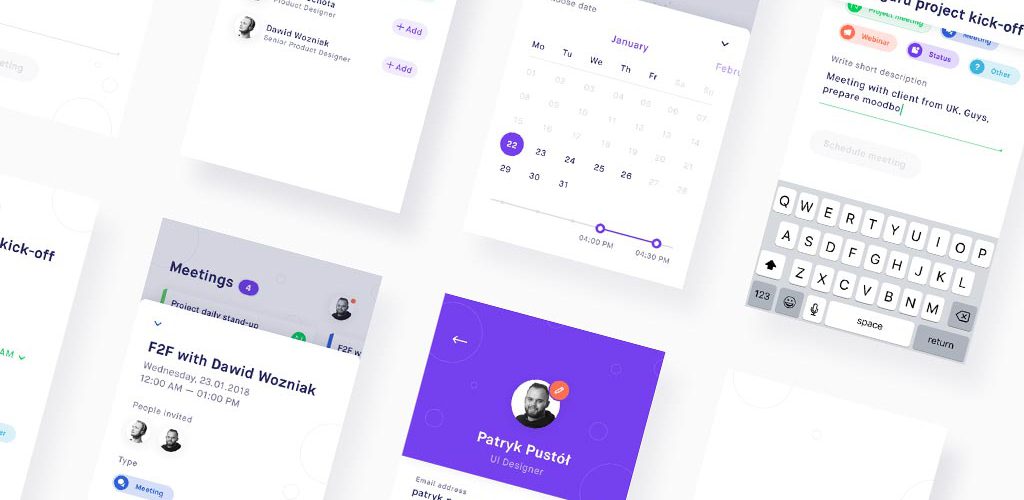 Product Designer
+ Add
Dawid Wozniak
Senior Product Designer
+ Add
eting
kick-off
AM
Meetings 4
Project daily stand-up
F2F w
F2F with Dawid Wozniak
Wednesday, 23.01.2018
12:00 AM — 01:00 PM
People invited
Type
Meeting
oose date
January
Febru
Mo Tu We Th Fr Sa Su
01 02 03 04 05 06 07
08 09 10 11 12 13 14
15 16 17 18 19 20 21
22 23 24 25 26 27 28
29 30 31
04:00 PM 04:30 PM
Patryk Pustół
UI Designer
Email address
patryk
project kick-off
Project meeting
Meeting
Webinar
Status
Other
Write short description
Meeting with client from UK. Guys,
prepare moodbo
Schedule meeting
Q W E R T Y U I O P
A S D F G H J K L
Z X C V B N M
123
space
return